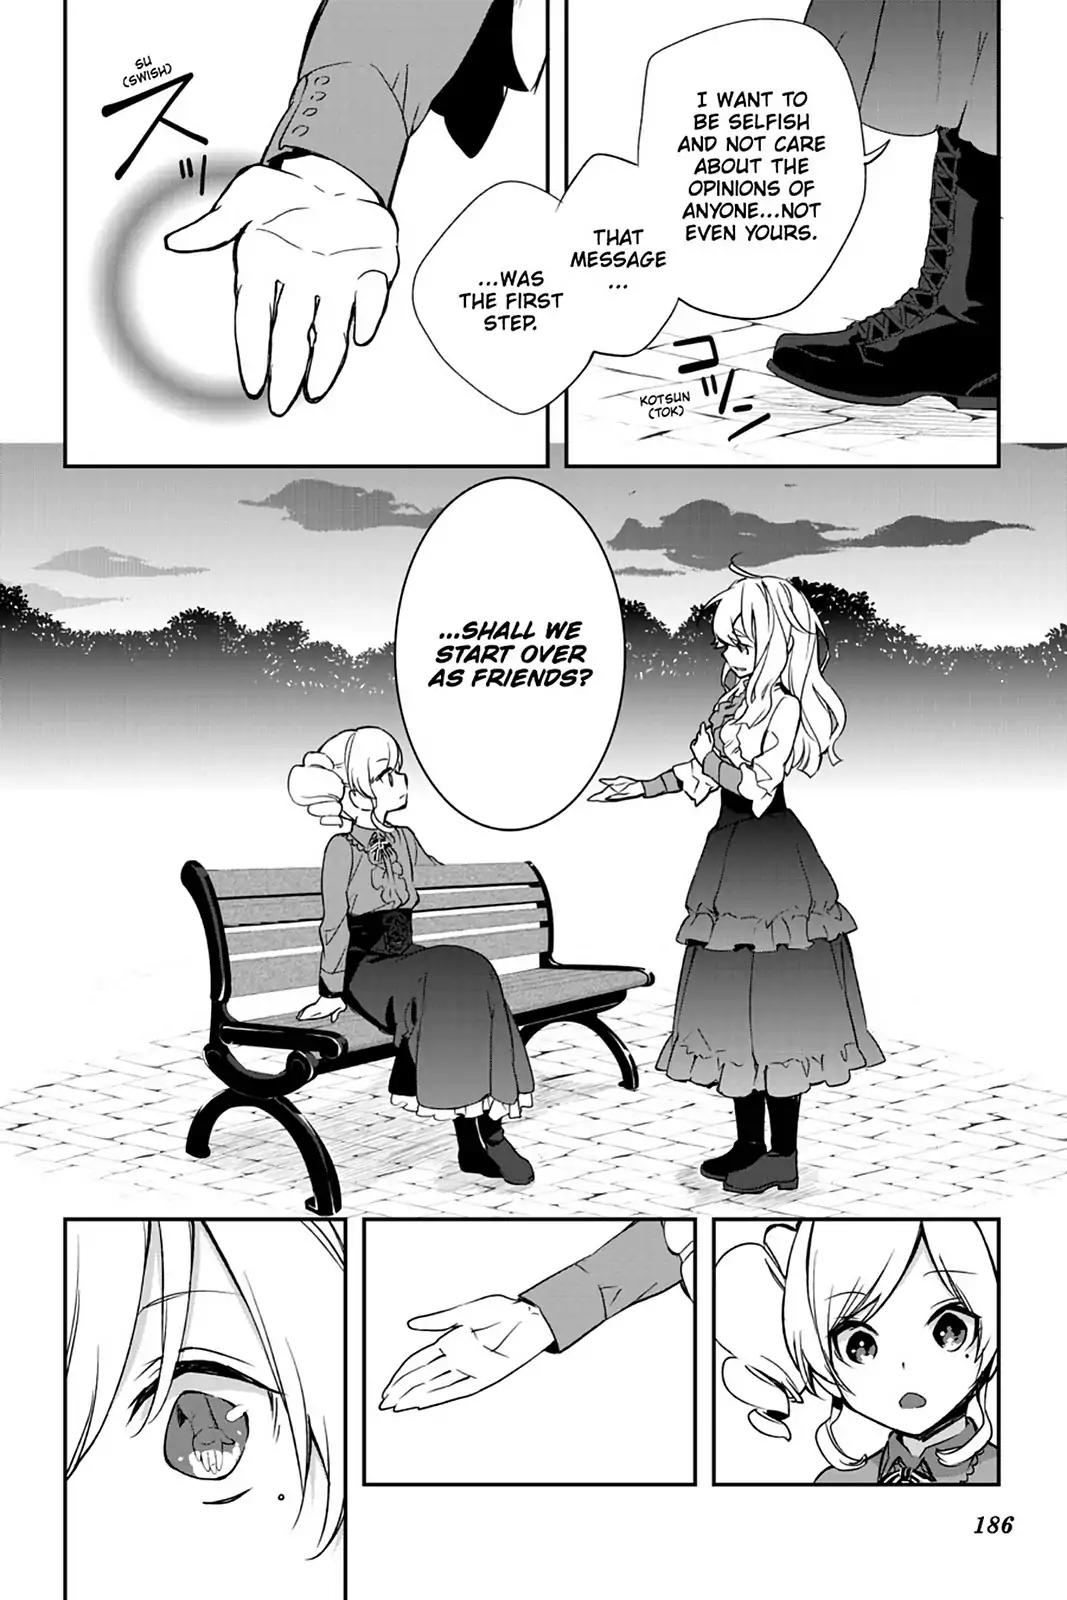 I WANT TO
BE SELFISH
AND NOT CARE
ABOUT THE
OPINIONS OF
ANYONE...NOT
EVEN YOURS.
コツン
KOTSUN
(TOK)
THAT
MESSAGE
...
...WAS
THE FIRST
STEP.
スッ
SU
(SWISH)
...SHALL WE
START OVER
AS FRIENDS?
186